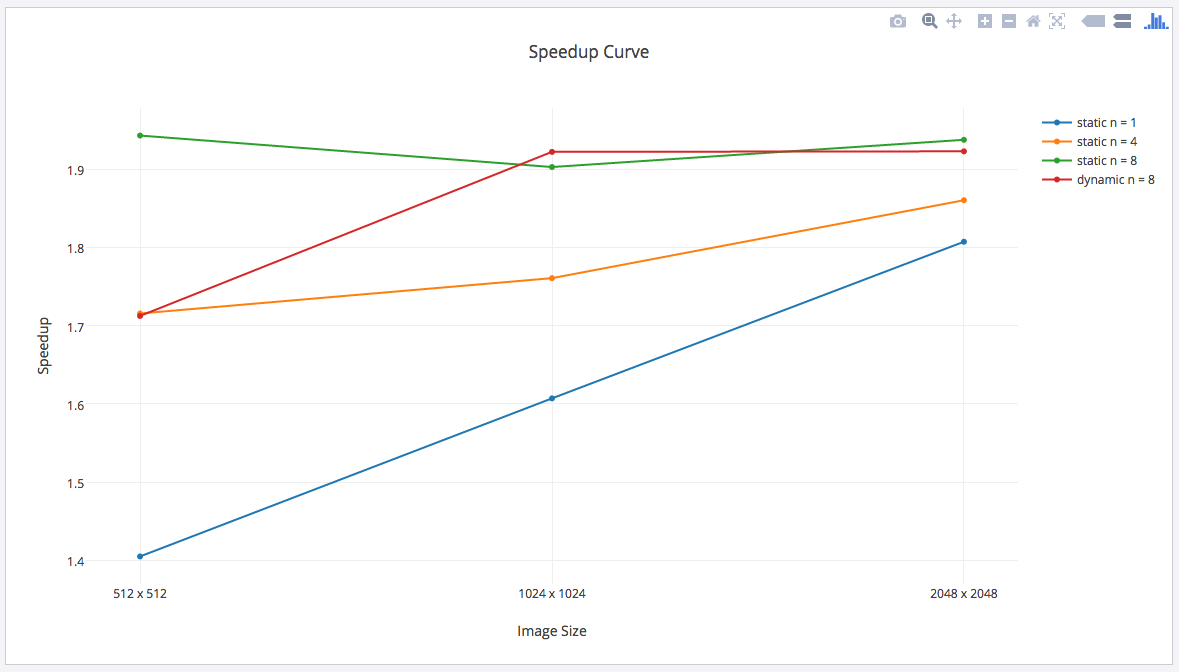 Speedup Curve
static n = 1
static n = 4
static n = 8
dynamic n = 8
1.9
1.8
1.7
1.6
1.5
1.4
Speedup
512 x 512
1024 x 1024
2048 x 2048
Image Size